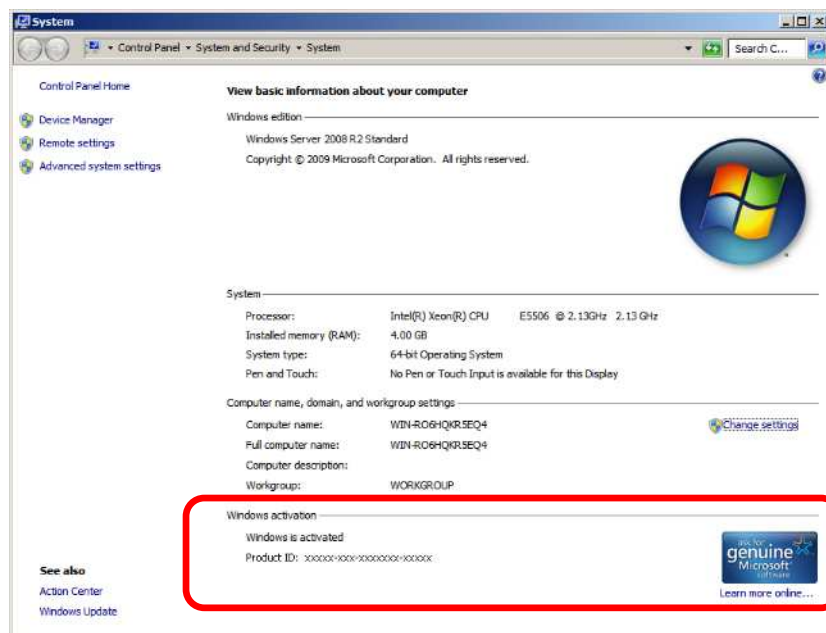 System
Control Panel System and Security System
Search C...
Control Panel Home
Device Manager
Remote settings
Advanced system settings
View basic information about your computer
Windows edition
Windows Server 2008 R2 Standard
Copyright © 2009 Microsoft Corporation. All rights reserved.
System
Processor: Intel(R) Xeon(R) CPU E5506 @ 2.13GHz 2.13 GHz
Installed memory (RAM): 4.00 GB
System type: 64-bit Operating System
Pen and Touch: No Pen or Touch Input is available for this Display
Computer name, domain, and workgroup settings
Computer name: WIN-RO6HQKR5EQ4
Change settings
Full computer name: WIN-RO6HQKR5EQ4
Computer description:
Workgroup: WORKGROUP
Windows activation
Windows is activated
Product ID: xxxxx-xxx-xxxxxxx-xxxxx
ask for
genuine
Microsoft
software
Learn more online...
See also
Action Center
Windows Update